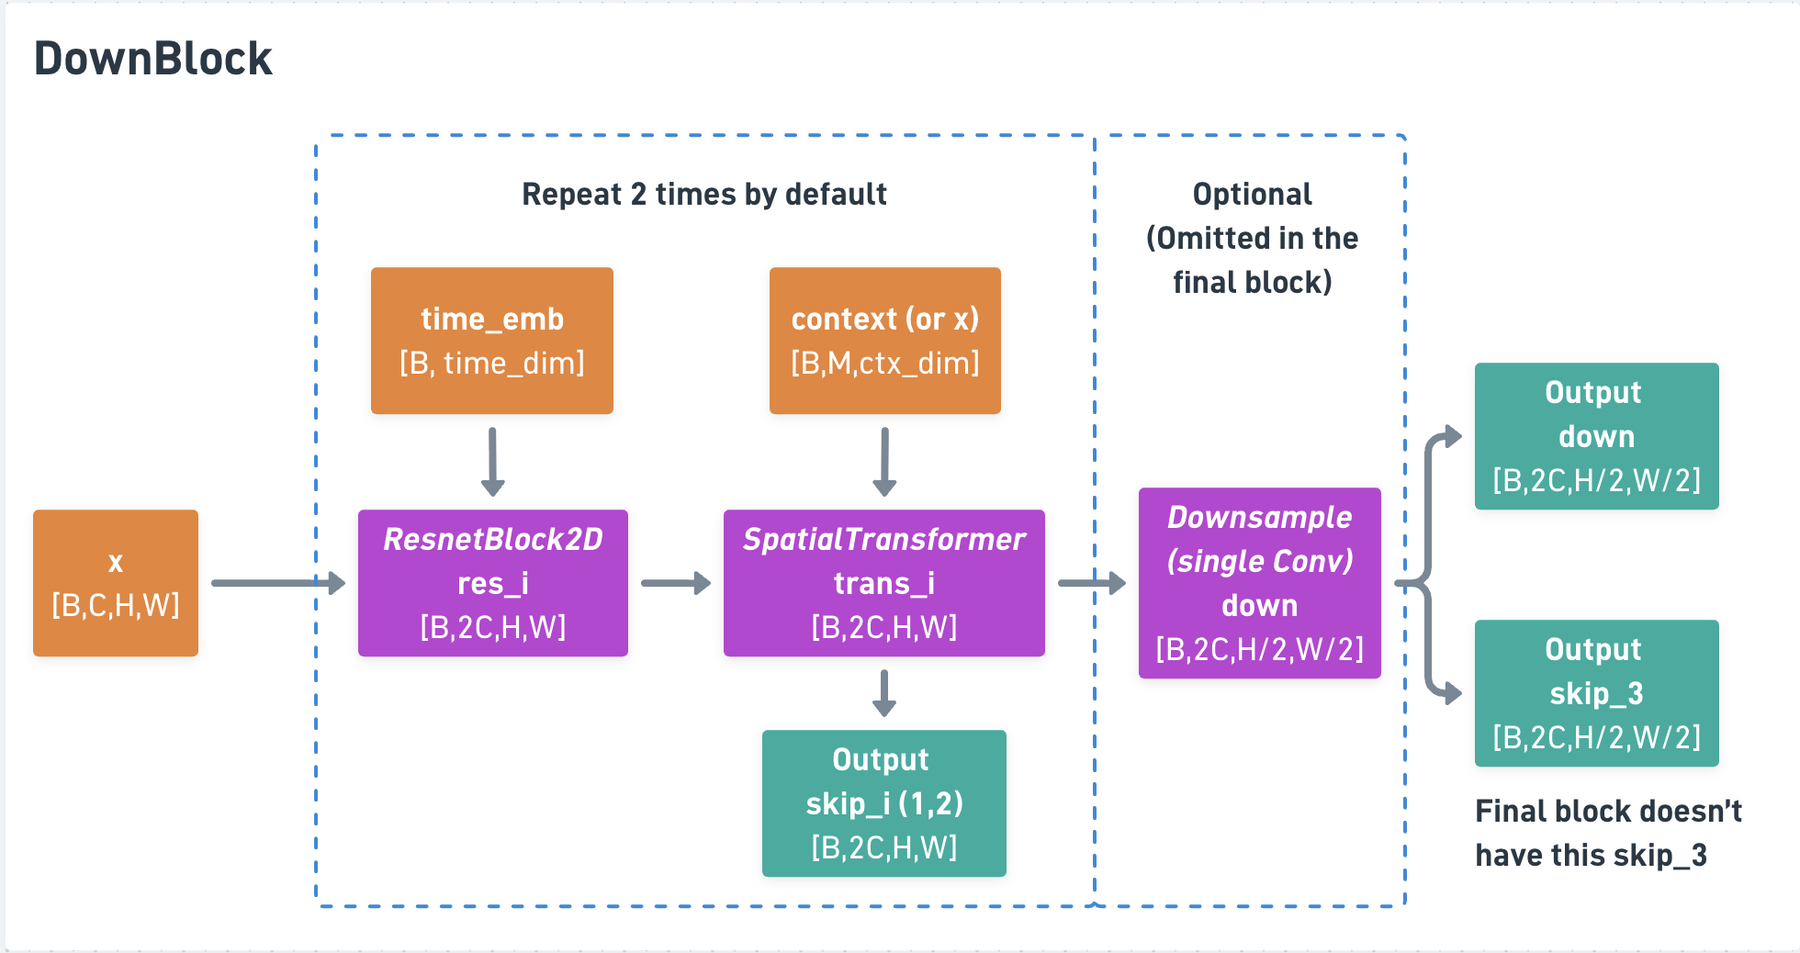 DownBlock
Repeat 2 times by default
Optional
(Omitted in the
final block)
time_emb
[B, time_dim]
context (or x)
[B,M,ctx_dim]
x
[B,C,H,W]
ResnetBlock2D
res_i
[B,2C,H,W]
SpatialTransformer
trans_i
[B,2C,H,W]
Downsample
(single Conv)
down
[B,2C,H/2,W/2]
Output
down
[B,2C,H/2,W/2]
Output
skip_3
[B,2C,H/2,W/2]
Output
skip_i (1,2)
[B,2C,H,W]
Final block doesn’t
have this skip_3